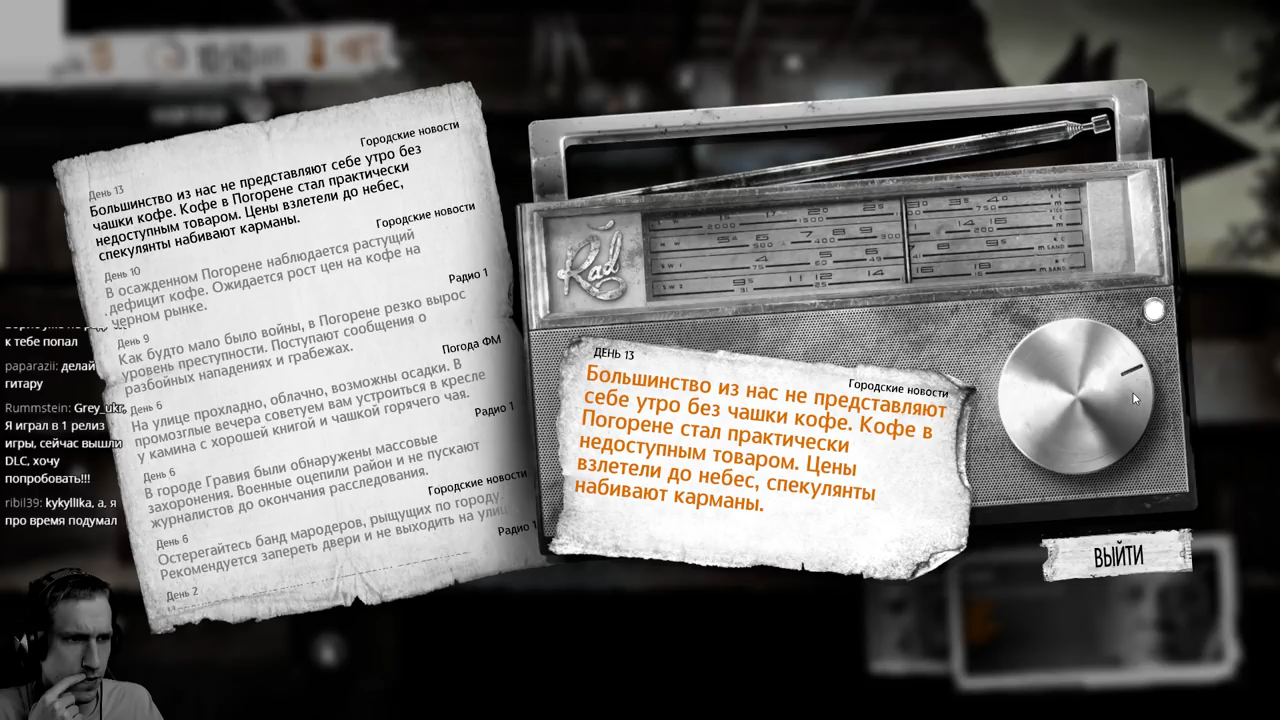 Городские новости
День 13
Большинство из нас не представляют себе утро без
чашки кофе. Кофе в Погорене стал практически
недоступным товаром. Цены взлетели до небес,
спекулянты набивают карманы.
Городские новости
День 10
В осажденном Погорене наблюдается растущий
дефицит кофе. Ожидается рост цен на кофе на
черном рынке.
Радио 1
День 9
Как будто мало было войны, в Погорене резко вырос
уровень преступности. Поступают сообщения о
разбойных нападениях и грабежах.
Погода ФМ
День 6
На улице прохладно, облачно, возможны осадки. В
промозглые вечера советуем вам устроиться в кресле
у камина с хорошей книгой и чашкой горячего чая.
Радио 1
День 6
В городе Гравия были обнаружены массовые
захоронения. Военные оцепили район и не пускают
журналистов до окончания расследования.
Городские новости
День 6
Остерегайтесь банд мародеров, рыщущих по городу.
Рекомендуется запереть двери и не выходить на улиц
Радио 1
День 2
к тебе попал
paparazii: делай
гитару
Rummstein: Grey_ukr,
Я играл в 1 релиз
игры, сейчас вышли
DLC, хочу
попробовать!!!
ribil39: kykyllika, а, я
про время подумал
Rad
ДЕНЬ 13
Городские новости
Большинство из нас не представляют
себе утро без чашки кофе. Кофе в
Погорене стал практически
недоступным товаром. Цены
взлетели до небес, спекулянты
набивают карманы.
ВЫЙТИ